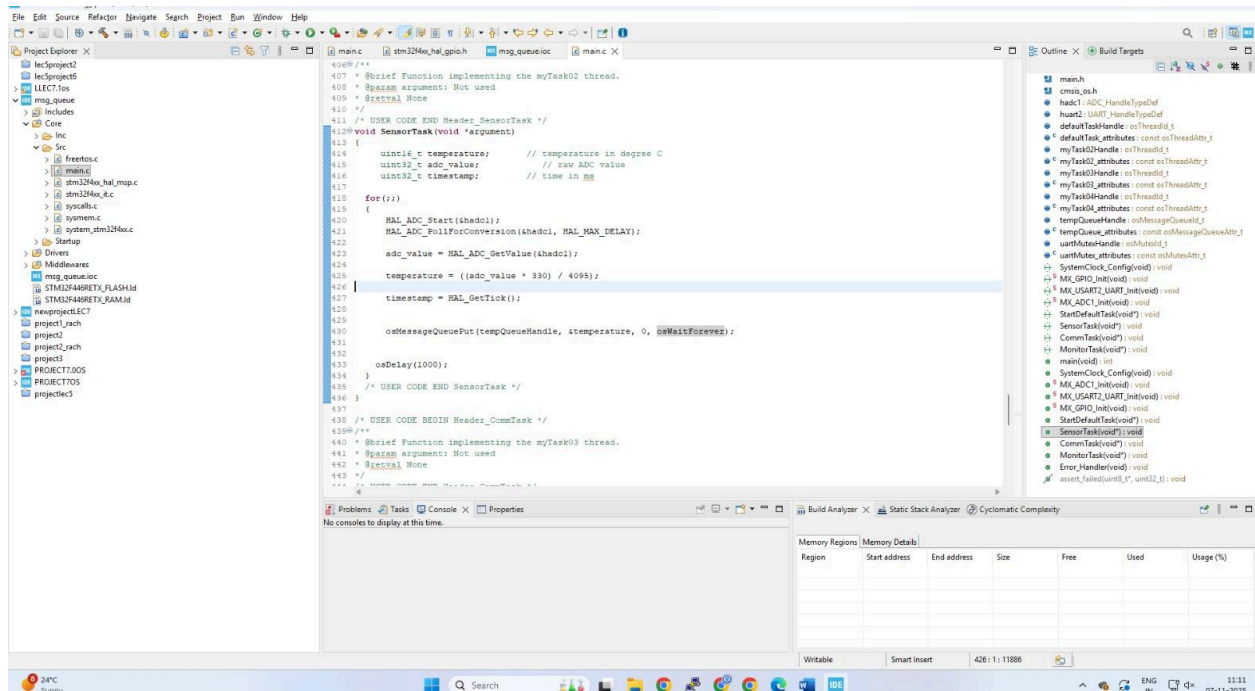 File Edit Source Refactor Navigate Search Project Run Window Help
Project Explorer
lec5project2
lec5project6
LLEC7.1os
msg_queue
Includes
Core
Inc
Src
freertos.c
main.c
stm32f4xx_hal_msp.c
stm32f4xx_it.c
syscalls.c
sysmem.c
system_stm32f4xx.c
Startup
Drivers
Middlewares
msg_queue.ioc
STM32F446RETX_FLASH.ld
STM32F446RETX_RAM.ld
newprojectLEC7
project1_rach
project2
project2_rach
project3
PROJECT7.0OS
PROJECT7OS
projectlec5
main.c stm32f4xx_hal_gpio.h msg_queue.ioc main.c
406 /**
407 * @brief Function implementing the myTask02 thread.
408 * @param argument: Not used
409 * @retval None
410 */
411 /* USER CODE END Header_SensorTask */
412 void SensorTask(void *argument)
413 {
414 uint16_t temperature; // temperature in degree C
415 uint32_t adc_value; // raw ADC value
416 uint32_t timestamp; // time in ms
417
418 for(;;)
419 {
420 HAL_ADC_Start(&hadc1);
421 HAL_ADC_PollForConversion(&hadc1, HAL_MAX_DELAY);
422
423 adc_value = HAL_ADC_GetValue(&hadc1);
424
425 temperature = ((adc_value * 330) / 4095);
426
427 timestamp = HAL_GetTick();
428
429
430 osMessageQueuePut(tempQueueHandle, &temperature, 0, osWaitForever);
431
432
433 osDelay(1000);
434 }
435 /* USER CODE END SensorTask */
436 }
437
438 /* USER CODE BEGIN Header_CommTask */
439 /**
440 * @brief Function implementing the myTask03 thread.
441 * @param argument: Not used
442 * @retval None
443 */
444 /* USER CODE END Header_CommTask */
Outline Build Targets
main.h
cmsis_os.h
hadc1 : ADC_HandleTypeDef
huart2 : UART_HandleTypeDef
defaultTaskHandle : osThreadId_t
defaultTask_attributes : const osThreadAttr_t
myTask02Handle : osThreadId_t
myTask02_attributes : const osThreadAttr_t
myTask03Handle : osThreadId_t
myTask03_attributes : const osThreadAttr_t
myTask04Handle : osThreadId_t
myTask04_attributes : const osThreadAttr_t
tempQueueHandle : osMessageQueueId_t
tempQueue_attributes : const osMessageQueueAttr_t
uartMutexHandle : osMutexId_t
uartMutex_attributes : const osMutexAttr_t
SystemClock_Config(void) : void
MX_GPIO_Init(void) : void
MX_USART2_UART_Init(void) : void
MX_ADC1_Init(void) : void
StartDefaultTask(void*) : void
SensorTask(void*) : void
CommTask(void*) : void
MonitorTask(void*) : void
main(void) : int
SystemClock_Config(void) : void
MX_ADC1_Init(void) : void
MX_USART2_UART_Init(void) : void
MX_GPIO_Init(void) : void
StartDefaultTask(void*) : void
SensorTask(void*) : void
CommTask(void*) : void
MonitorTask(void*) : void
Error_Handler(void) : void
assert_failed(uint8_t*, uint32_t) : void
Problems Tasks Console Properties
No consoles to display at this time.
Build Analyzer Static Stack Analyzer Cyclomatic Complexity
Memory Regions Memory Details
Region Start address End address Size Free Used Usage (%)
Writable Smart Insert 426 : 1 : 11886
24°C
Sunny
Search
IDE
ENG
IN
11:11